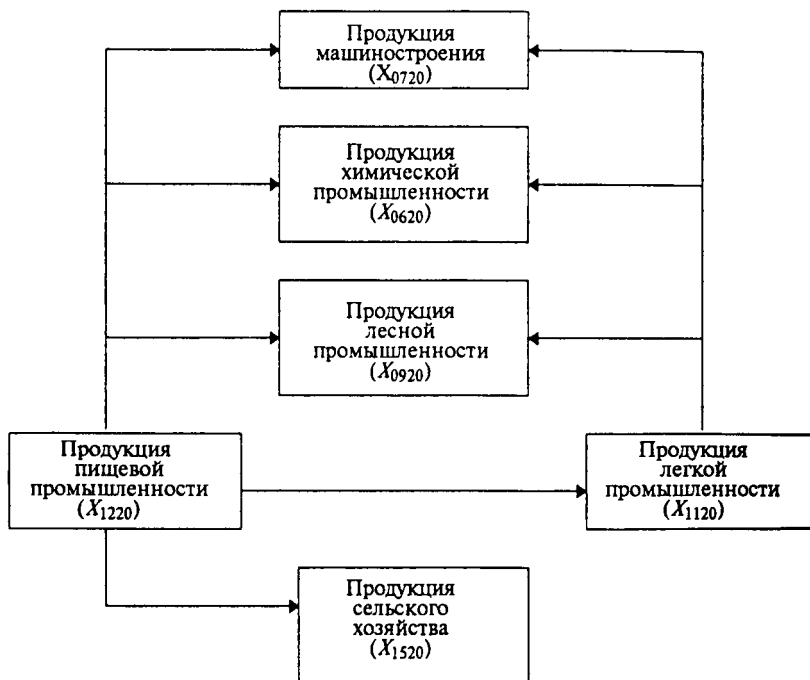 Продукция
машиностроения
(X0720)
Продукция
химической
промышленности
(X0620)
Продукция
лесной
промышленности
(X0920)
Продукция
пищевой
промышленности
(X1220)
Продукция
легкой
промышленности
(X1120)
Продукция
сельского
хозяйства
(X1520)